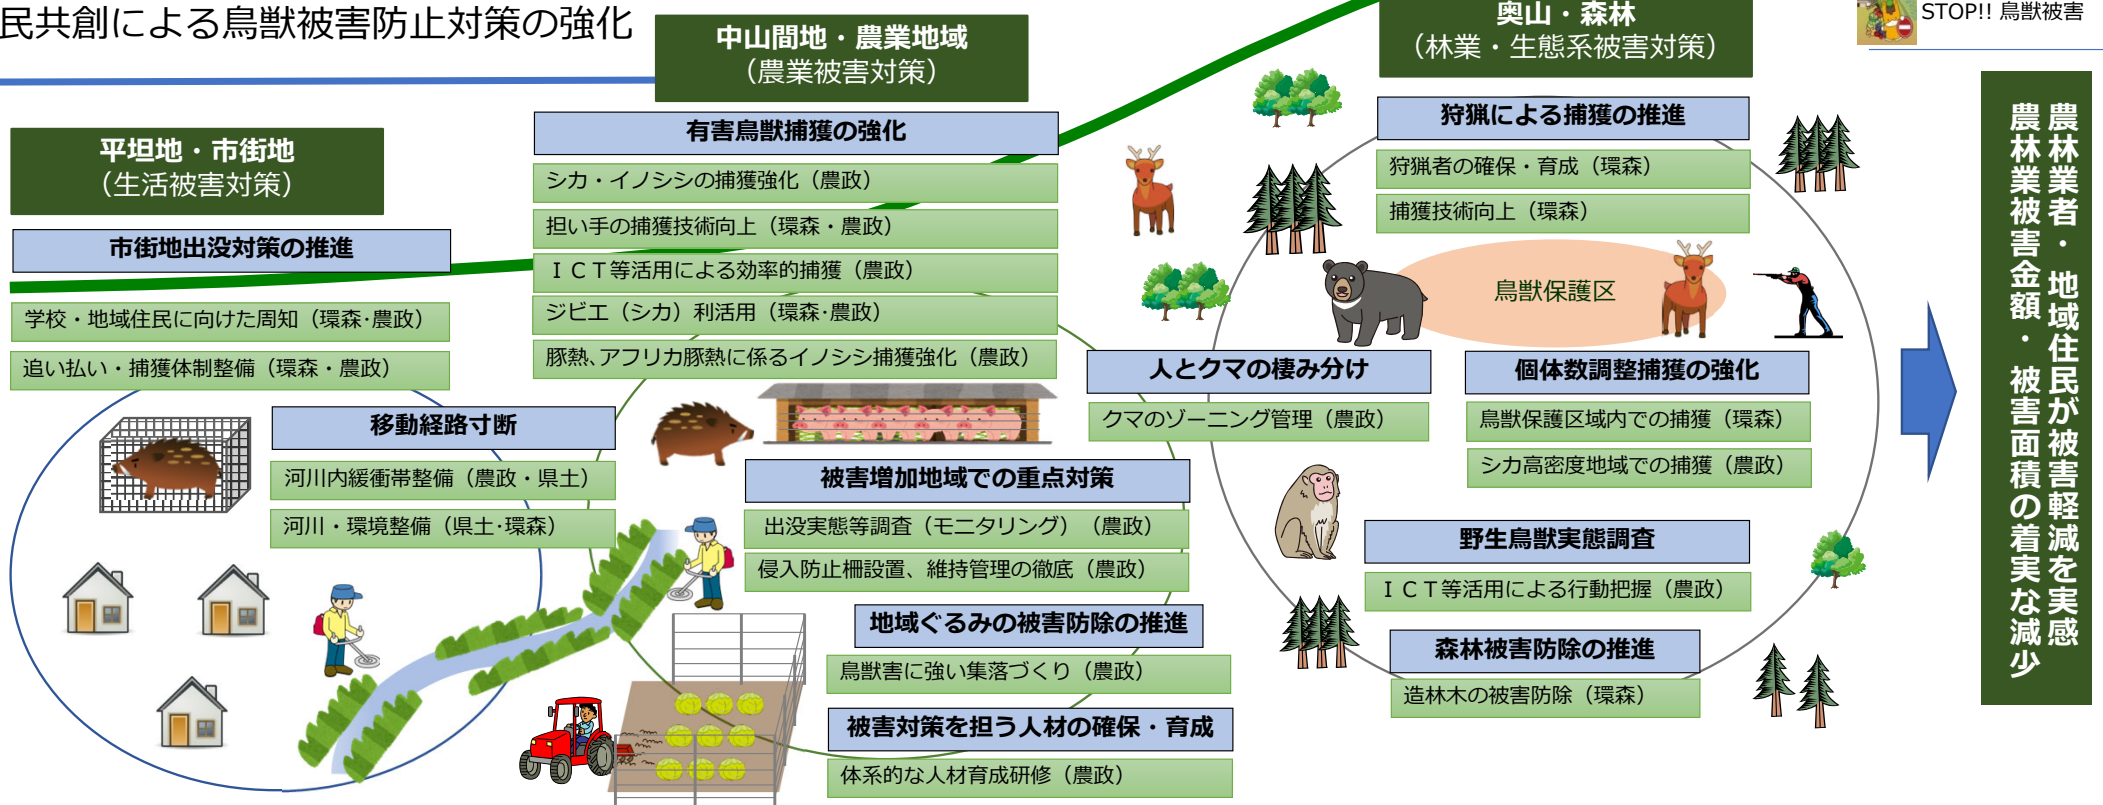 民共創による鳥獣被害防止対策の強化
STOP!! 鳥獣被害
平坦地・市街地
（生活被害対策）
市街地出没対策の推進
学校・地域住民に向けた周知（環森･農政）
追い払い・捕獲体制整備（環森・農政）
移動経路寸断
河川内緩衝帯整備（農政・県土）
河川・環境整備（県土･環森）
中山間地・農業地域
（農業被害対策）
有害鳥獣捕獲の強化
シカ・イノシシの捕獲強化（農政）
担い手の捕獲技術向上（環森・農政）
ＩＣＴ等活用による効率的捕獲（農政）
ジビエ（シカ）利活用（環森･農政）
豚熱、アフリカ豚熱に係るイノシシ捕獲強化（農政）
被害増加地域での重点対策
出没実態等調査（モニタリング）（農政）
侵入防止柵設置、維持管理の徹底（農政）
地域ぐるみの被害防除の推進
鳥獣害に強い集落づくり（農政）
被害対策を担う人材の確保・育成
体系的な人材育成研修（農政）
奥山・森林
（林業・生態系被害対策）
狩猟による捕獲の推進
狩猟者の確保・育成（環森）
捕獲技術向上（環森）
鳥獣保護区
人とクマの棲み分け
クマのゾーニング管理（農政）
個体数調整捕獲の強化
鳥獣保護区域内での捕獲（環森）
シカ高密度地域での捕獲（農政）
野生鳥獣実態調査
ＩＣＴ等活用による行動把握（農政）
森林被害防除の推進
造林木の被害防除（環森）
農林業者・地域住民が被害軽減を実感
農林業被害金額・被害面積の着実な減少